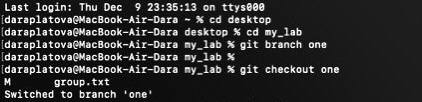 Last login: Thu Dec  9 23:35:13 on ttys000
[daraplatova@MacBook-Air-Dara ~ % cd desktop
[daraplatova@MacBook-Air-Dara desktop % cd my_lab
[daraplatova@MacBook-Air-Dara my_lab % git branch one
[daraplatova@MacBook-Air-Dara my_lab %
[daraplatova@MacBook-Air-Dara my_lab % git checkout one
M       group.txt
Switched to branch 'one'